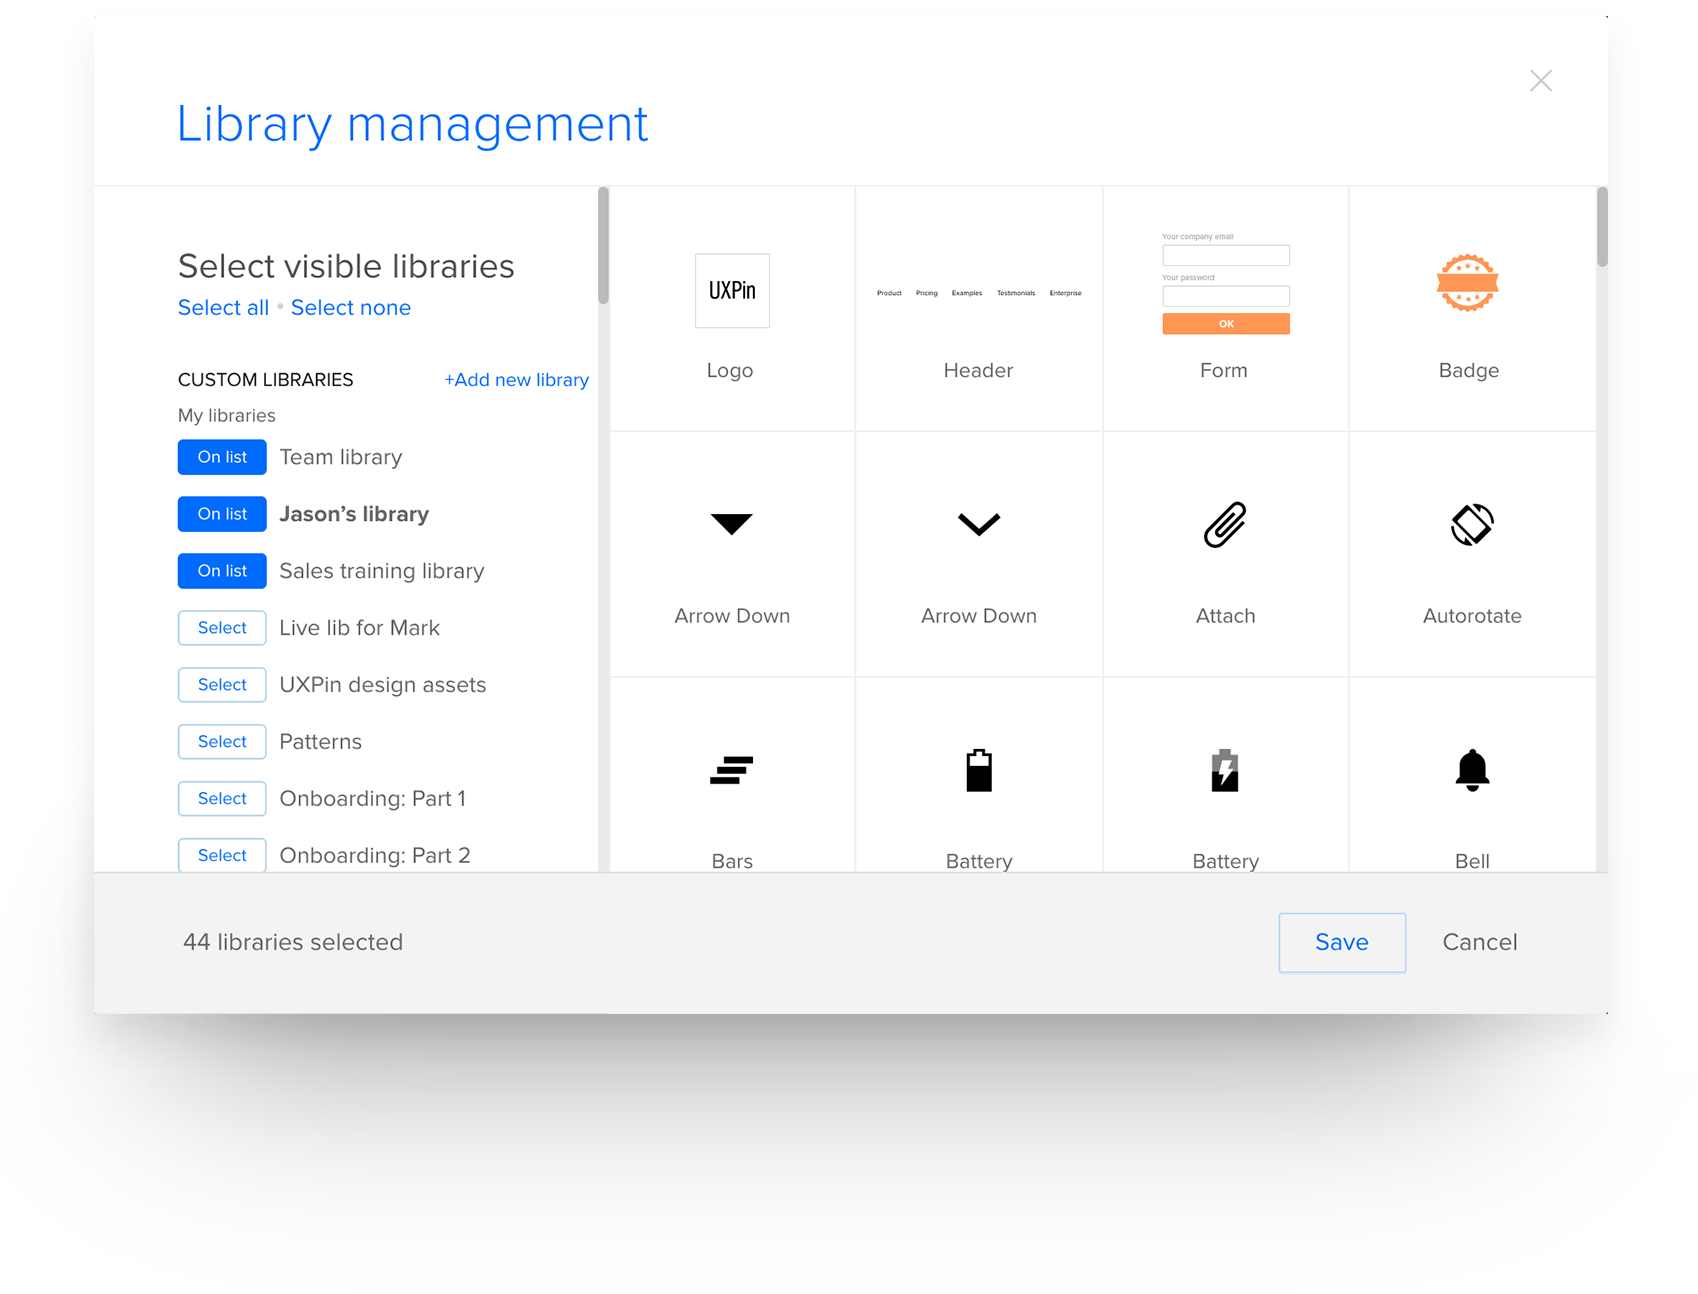 Library management
Select visible libraries
Select all • Select none
CUSTOM LIBRARIES +Add new library
My libraries
On list Team library
On list Jason’s library
On list Sales training library
Select Live lib for Mark
Select UXPin design assets
Select Patterns
Select Onboarding: Part 1
Select Onboarding: Part 2
UXPin
Logo
Product Pricing Examples Testimonials Enterprise
Header
Your company email
Your password
OK
Form
Badge
Arrow Down
Arrow Down
Attach
Autorotate
Bars
Battery
Battery
Bell
44 libraries selected
Save Cancel